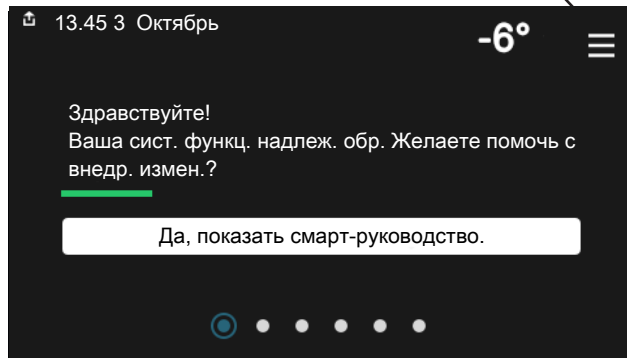 13.45 3 Октябрь
-6°
Здравствуйте!
Ваша сист. функц. надлеж. обр. Желаете помочь с
внедр. измен.?
Да, показать смарт-руководство.